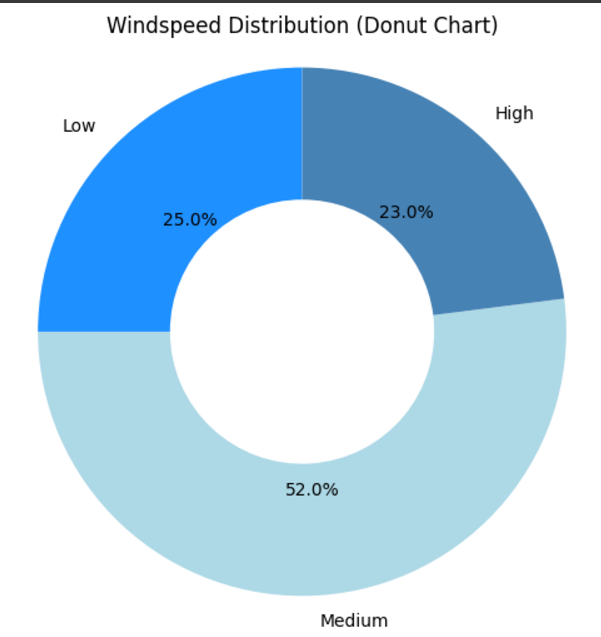 Windspeed Distribution (Donut Chart)
Low
High
25.0%
23.0%
52.0%
Medium